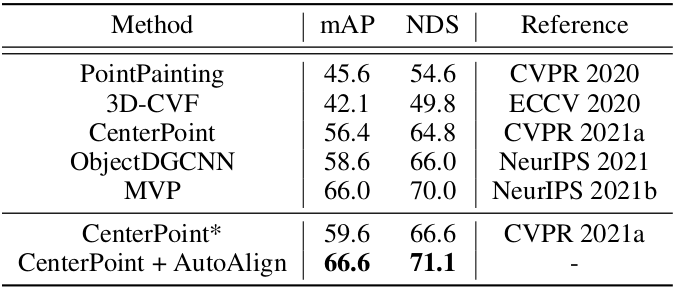 Method mAP NDS Reference
PointPainting 45.6 54.6 CVPR 2020
3D-CVF 42.1 49.8 ECCV 2020
CenterPoint 56.4 64.8 CVPR 2021a
ObjectDGCNN 58.6 66.0 NeurIPS 2021
MVP 66.0 70.0 NeurIPS 2021b
CenterPoint* 59.6 66.6 CVPR 2021a
CenterPoint + AutoAlign 66.6 71.1 -